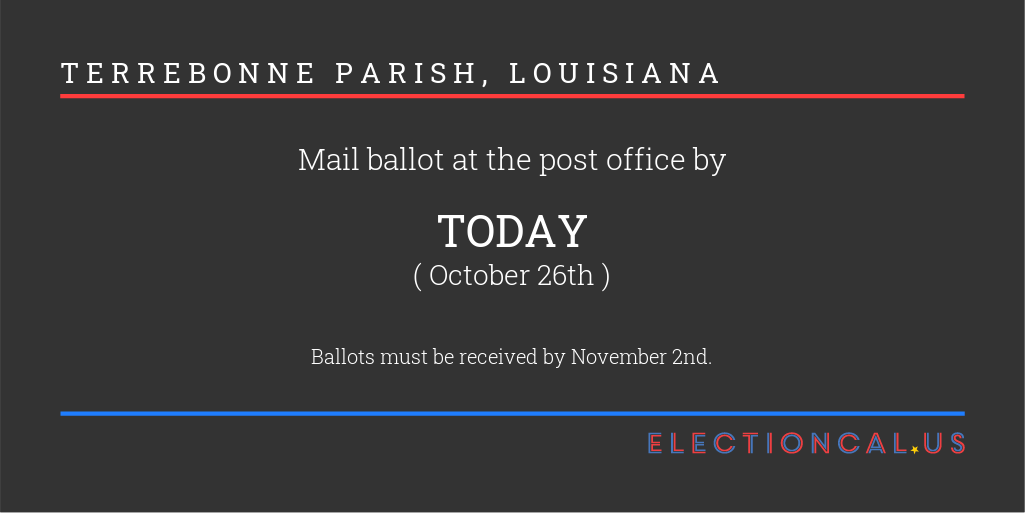 TERREBONNE PARISH, LOUISIANA
Mail ballot at the post office by
TODAY
( October 26th )
Ballots must be received by November 2nd.
ELECTIONCAL.US